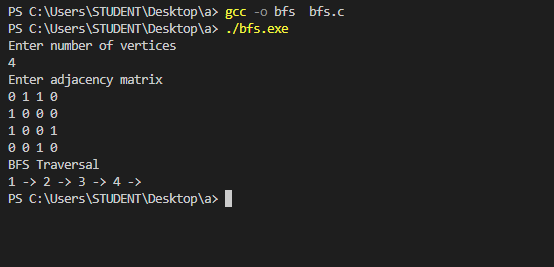 PS C:\Users\STUDENT\Desktop\a> gcc -o bfs  bfs.c
PS C:\Users\STUDENT\Desktop\a> ./bfs.exe
Enter number of vertices
4
Enter adjacency matrix
0 1 1 0
1 0 0 0
1 0 0 1
0 0 1 0
BFS Traversal
1 -> 2 -> 3 -> 4 ->
PS C:\Users\STUDENT\Desktop\a>